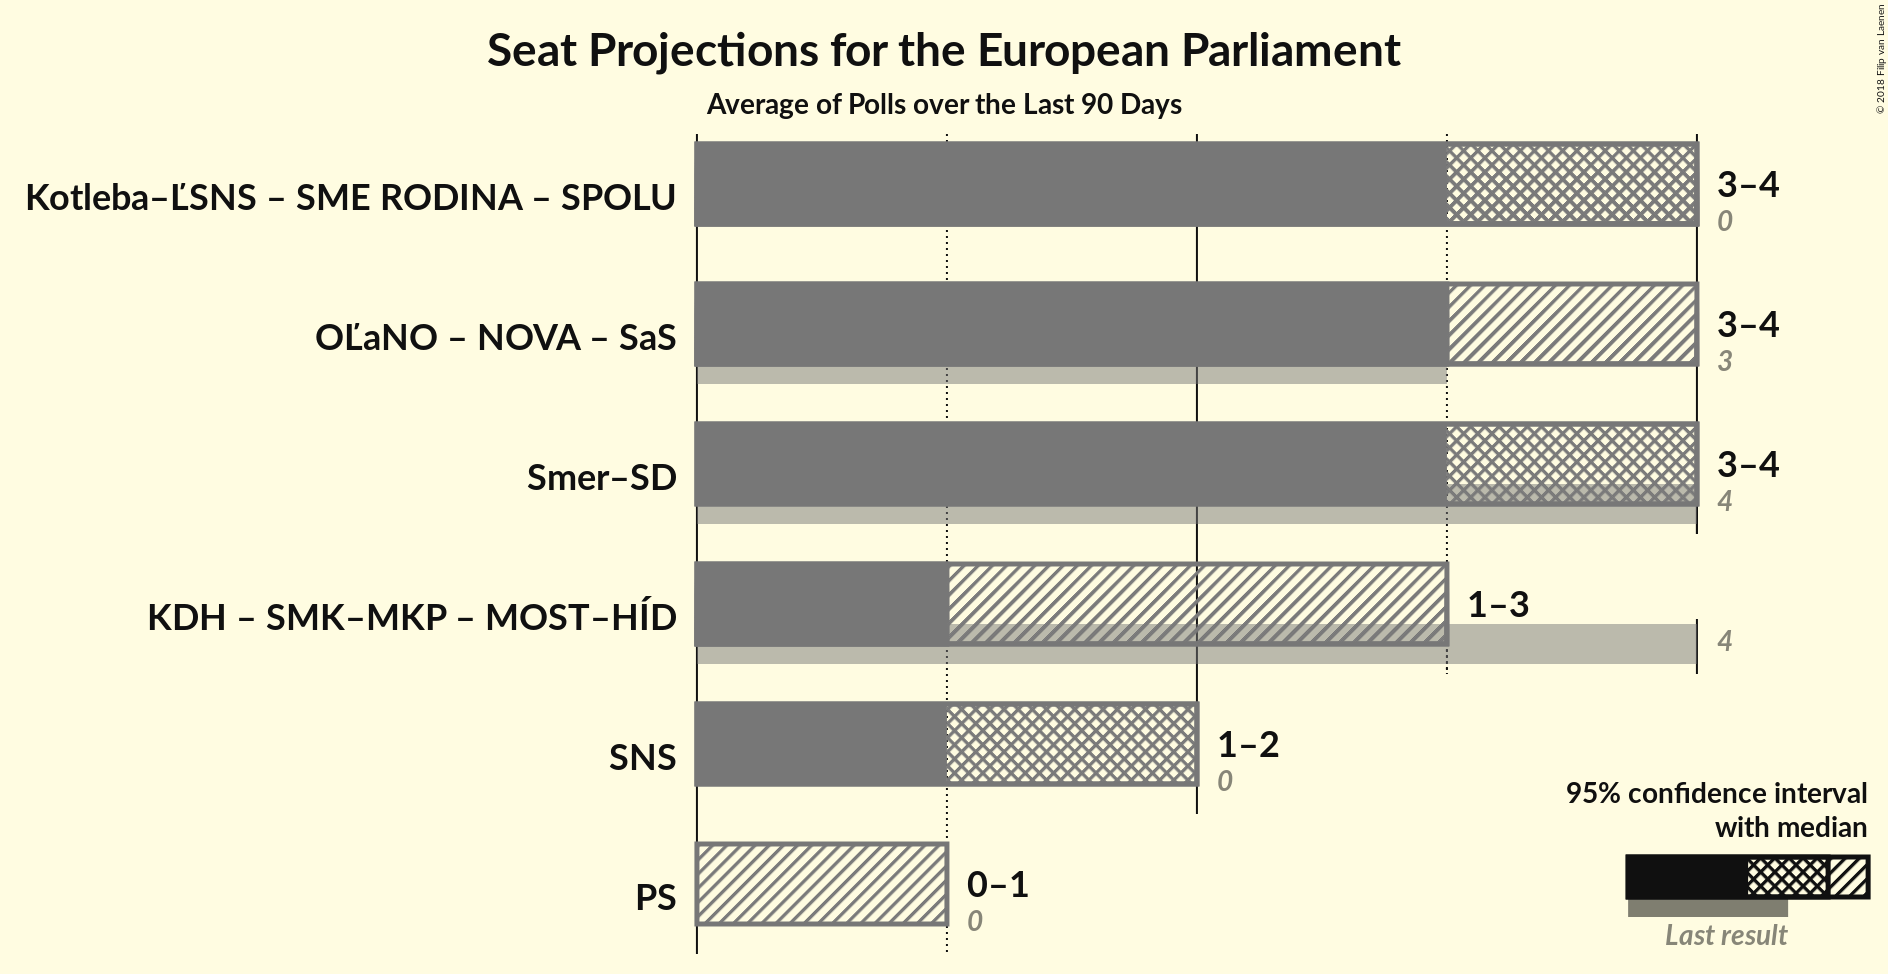 Seat Projections for the European Parliament
Average of Polls over the Last 90 Days
© 2018 Filip van Laenen
Kotleba–ĽSNS – SME RODINA – SPOLU
3–4
0
OĽaNO – NOVA – SaS
3–4
3
Smer–SD
3–4
4
KDH – SMK–MKP – MOST–HÍD
1–3
4
SNS
1–2
0
PS
0–1
0
95% confidence interval
with median
Last result